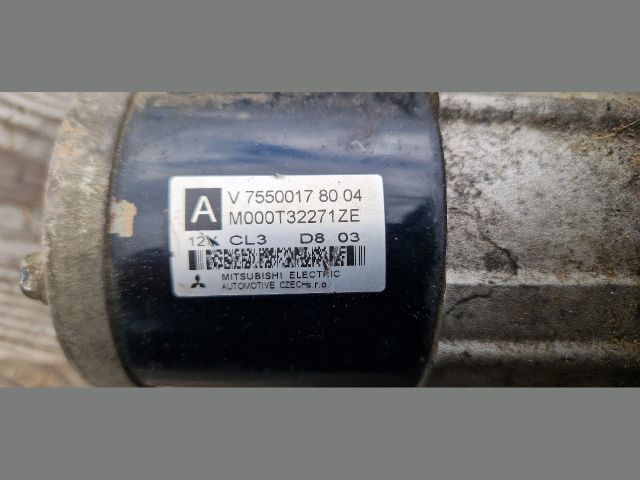 A
V 7550017 80 04
M000T32271ZE
12V CL3 D8 03
MITSUBISHI ELECTRIC
AUTOMOTIVE CZECH s.r.o.